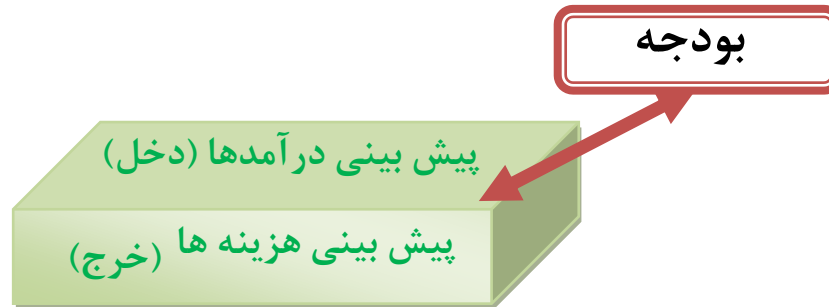 بودجه
پیش بینی درآمدها (دخل)
پیش بینی هزینه ها (خرج)